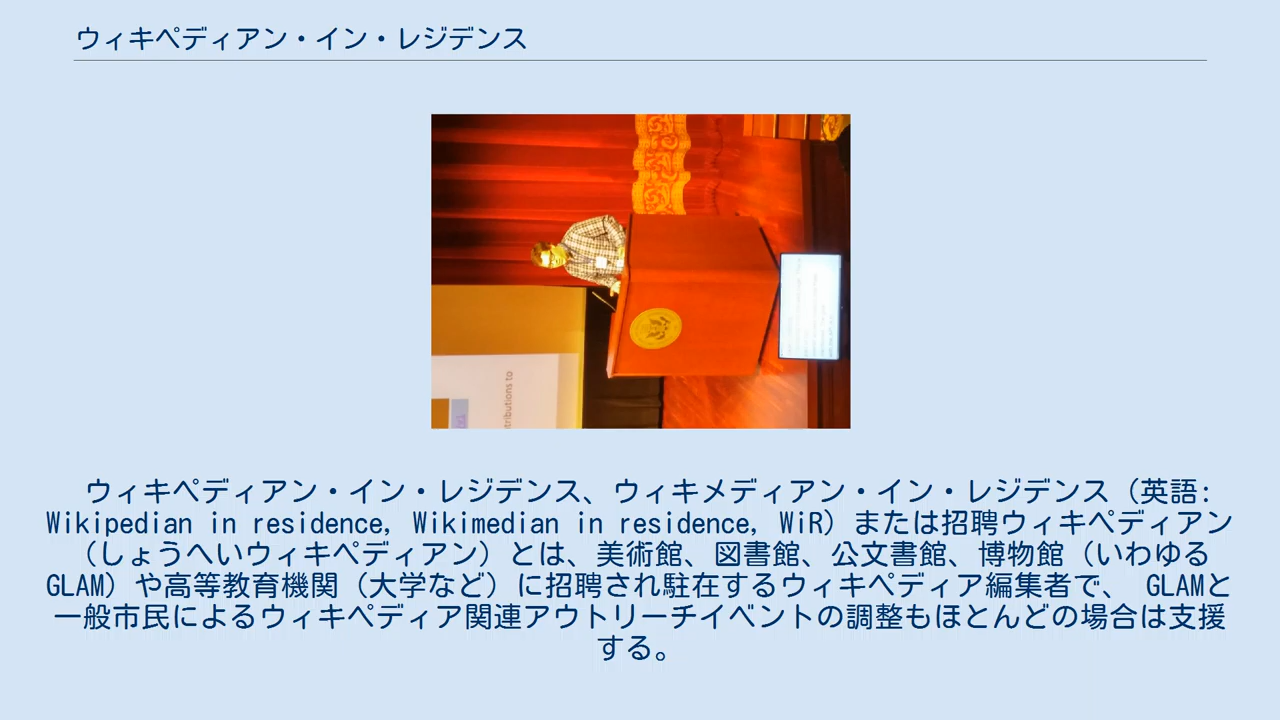 ウィキペディアン・イン・レジデンス
tributions to
ウィキペディアン・イン・レジデンス、ウィキメディアン・イン・レジデンス（英語:
Wikipedian in residence, Wikimedian in residence, WiR）または招聘ウィキペディアン
（しょうへいウィキペディアン）とは、美術館、図書館、公文書館、博物館（いわゆる
GLAM）や高等教育機関（大学など）に招聘され駐在するウィキペディア編集者で、 GLAMと
一般市民によるウィキペディア関連アウトリーチイベントの調整もほとんどの場合は支援
する。